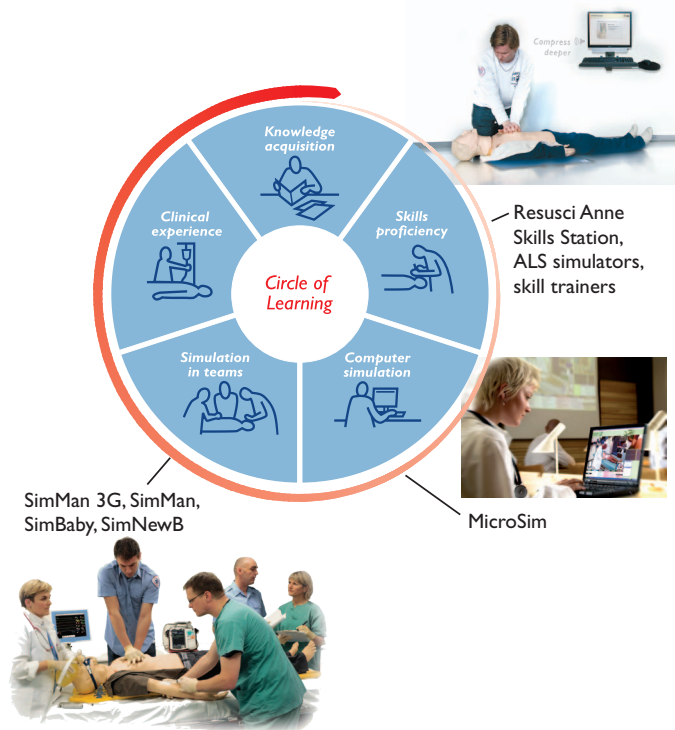 Compress
deeper
Knowledge
acquisition
Clinical
experience
Skills
proficiency
Resusci Anne
Skills Station,
ALS simulators,
skill trainers
Circle of
Learning
Simulation
in teams
Computer
simulation
SimMan 3G, SimMan,
SimBaby, SimNewB
MicroSim